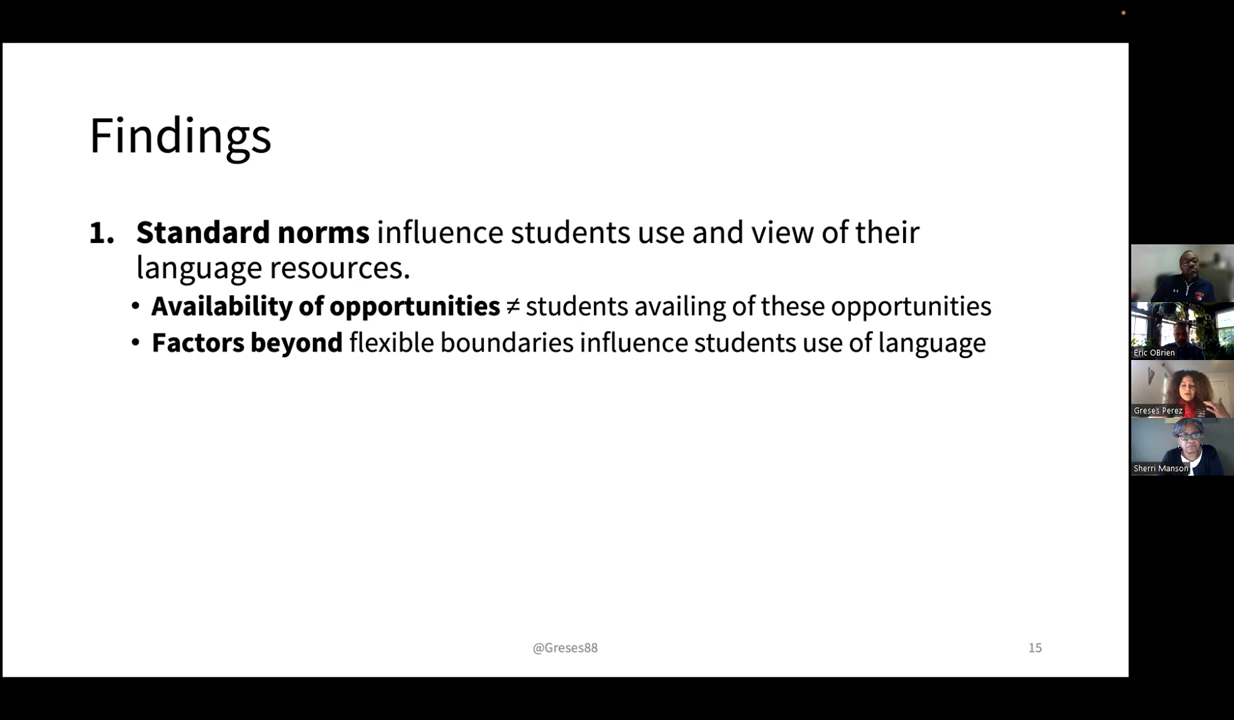 Findings
1. Standard norms influence students use and view of their
language resources.
• Availability of opportunities ≠ students availing of these opportunities
• Factors beyond flexible boundaries influence students use of language
@Greses88
15
Eric OBrien
Greses Perez
Sherri Manson